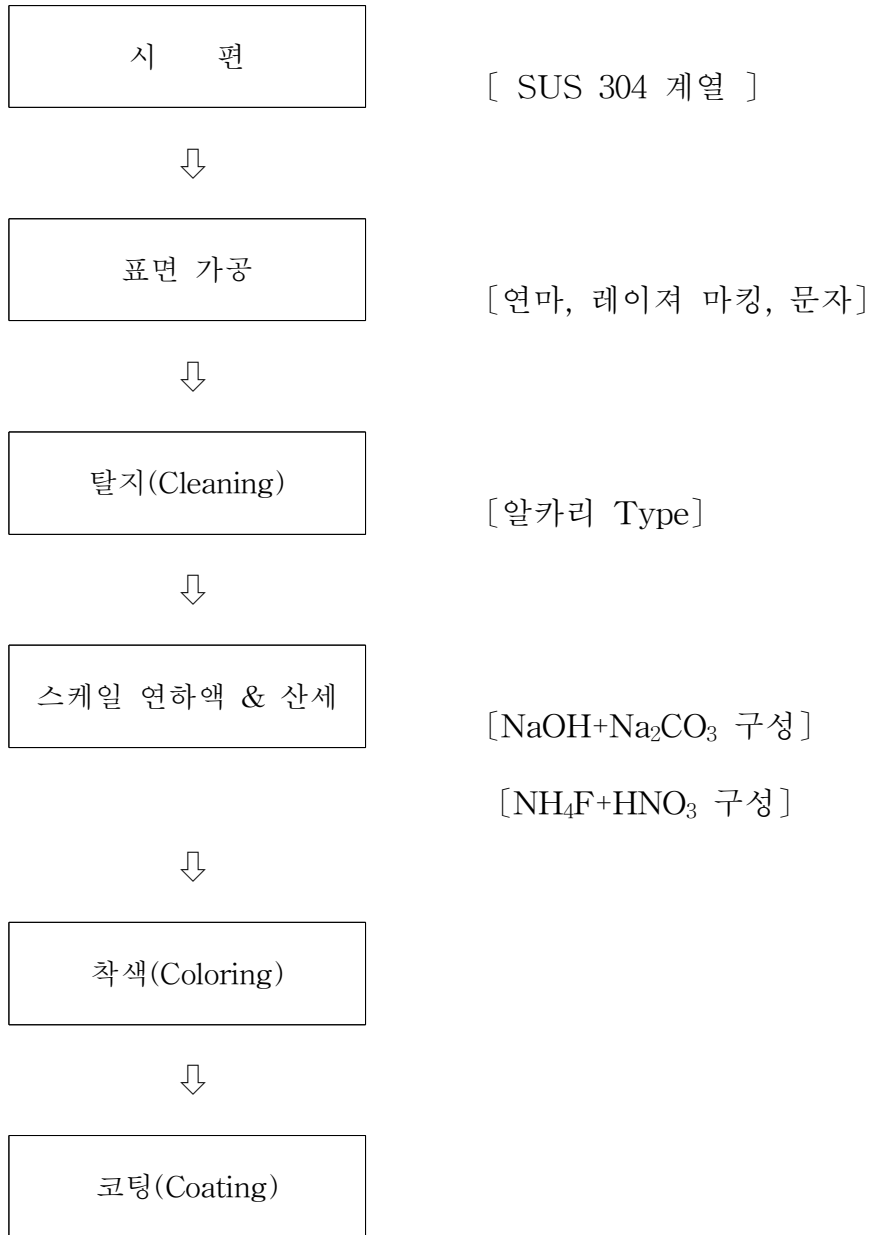 시 편
[ SUS 304 계열 ]
⇩
표면 가공
[연마, 레이져 마킹, 문자]
⇩
탈지(Cleaning)
[알카리 Type]
⇩
스케일 연하액 & 산세
[NaOH+Na₂CO₃ 구성]
[NH₄F+HNO₃ 구성]
⇩
착색(Coloring)
⇩
코팅(Coating)